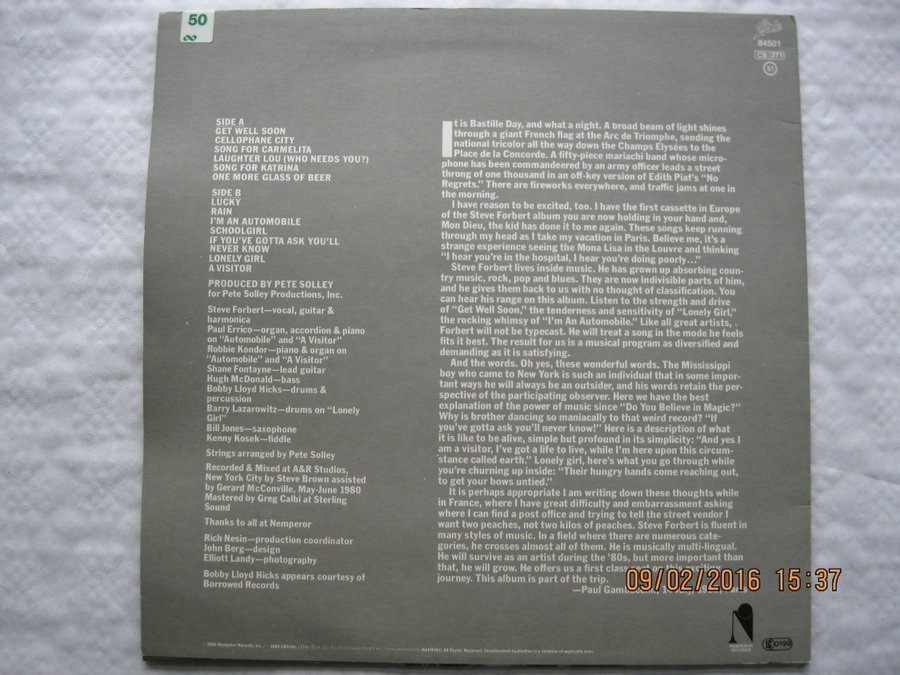 50
84501
CB 271
SIDE A
GET WELL SOON
CELLOPHANE CITY
SONG FOR CARMELITA
LAUGHTER LOU (WHO NEEDS YOU?)
SONG FOR KATRINA
ONE MORE GLASS OF BEER
SIDE B
LUCKY
RAIN
I'M AN AUTOMOBILE
SCHOOLGIRL
IF YOU'VE GOTTA ASK YOU'LL
NEVER KNOW
LONELY GIRL
A VISITOR
PRODUCED BY PETE SOLLEY
for Pete Solley Productions, Inc.
Steve Forbert—vocal, guitar &
harmonica
Paul Errico—organ, accordion & piano
on "Automobile" and "A Visitor"
Robbie Kondor—piano & organ on
"Automobile" and "A Visitor"
Shane Fontayne—lead guitar
Hugh McDonald—bass
Bobby Lloyd Hicks—drums &
percussion
Barry Lazarowitz—drums on "Lonely
Girl"
Bill Jones—saxophone
Kenny Kosek—fiddle
Strings arranged by Pete Solley
Recorded & Mixed at A&R Studios,
New York City by Steve Brown assisted
by Gerard McConville, May-June 1980
Mastered by Greg Calbi at Sterling
Sound
Thanks to all at Nemperor
Rich Nesin—production coordinator
John Berg—design
Elliott Landy—photography
Bobby Lloyd Hicks appears courtesy of
Borrowed Records
It is Bastille Day, and what a night. A broad beam of light shines
through a giant French flag at the Arc de Triomphe, sending the
national tricolor all the way down the Champs Elysées to the
Place de la Concorde. A fifty-piece mariachi band whose micro-
phone has been commandeered by an army officer leads a street
throng of one thousand in an off-key version of Edith Piaf's "No
Regrets." There are fireworks everywhere, and traffic jams at one in
the morning.
I have reason to be excited, too. I have the first cassette in Europe
of the Steve Forbert album you are now holding in your hand and,
Mon Dieu, the kid has done it to me again. These songs keep running
through my head as I take my vacation in Paris. Believe me, it's a
strange experience seeing the Mona Lisa in the Louvre and thinking
"I hear you're in the hospital, I hear you're doing poorly..."
Steve Forbert lives inside music. He has grown up absorbing coun-
try music, rock, pop and blues. They are now indivisible parts of him,
and he gives them back to us with no thought of classification. You
can hear his range on this album. Listen to the strength and drive
of "Get Well Soon," the tenderness and sensitivity of "Lonely Girl,"
the rocking whimsy of "I'm An Automobile." Like all great artists,
Forbert will not be typecast. He will treat a song in the mode he feels
fits it best. The result for us is a musical program as diversified and
demanding as it is satisfying.
And the words. Oh yes, these wonderful words. The Mississippi
boy who came to New York is such an individual that in some impor-
tant ways he will always be an outsider, and his words retain the per-
spective of the participating observer. Here we have the best
explanation of the power of music since "Do You Believe in Magic?"
Why is brother dancing so maniacally to that weird record? "If
you've gotta ask you'll never know!" Here is a description of what
it is like to be alive, simple but profound in its simplicity: "And yes I
am a visitor, I've got a life to live, while I'm here upon this circum-
stance called earth." Lonely girl, here's what you go through while
you're churning up inside: "Their hungry hands come reaching out,
to get your bows untied."
It is perhaps appropriate I am writing down these thoughts while
in France, where I have great difficulty and embarrassment asking
where I can find a post office and trying to tell the street vendor I
want two peaches, not two kilos of peaches. Steve Forbert is fluent in
many styles of music. In a field where there are numerous cate-
gories, he crosses almost all of them. He is musically multi-lingual.
He will survive as an artist during the '80s, but more important than
that, he will grow. He offers us a first class
journey. This album is part of the trip.
—Paul
09/02/2016 15:37
NEMPEROR
RECORDS
LC 0199